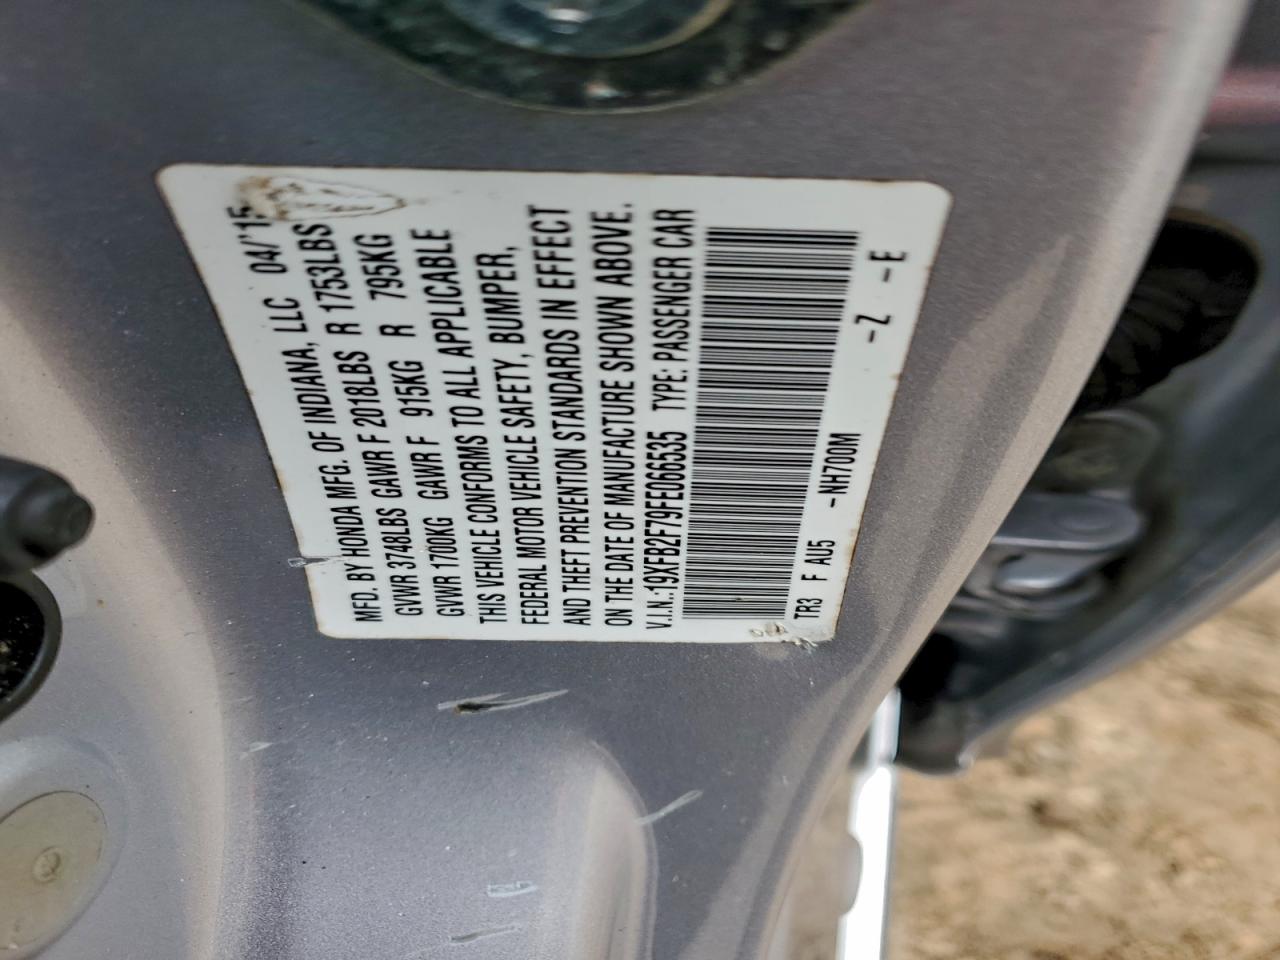 MFD. BY HONDA MFG. OF INDIANA, LLC 04/'15
GVWR 3748LBS GAWR F 2018LBS R 1753LBS
GVWR 1700KG GAWR F 915KG R 795KG
THIS VEHICLE CONFORMS TO ALL APPLICABLE
FEDERAL MOTOR VEHICLE SAFETY, BUMPER,
AND THEFT PREVENTION STANDARDS IN EFFECT
ON THE DATE OF MANUFACTURE SHOWN ABOVE.
V.I.N.:19XFB2F79FE066535 TYPE: PASSENGER CAR
TR3 F AU5 -NH700M -Z -E